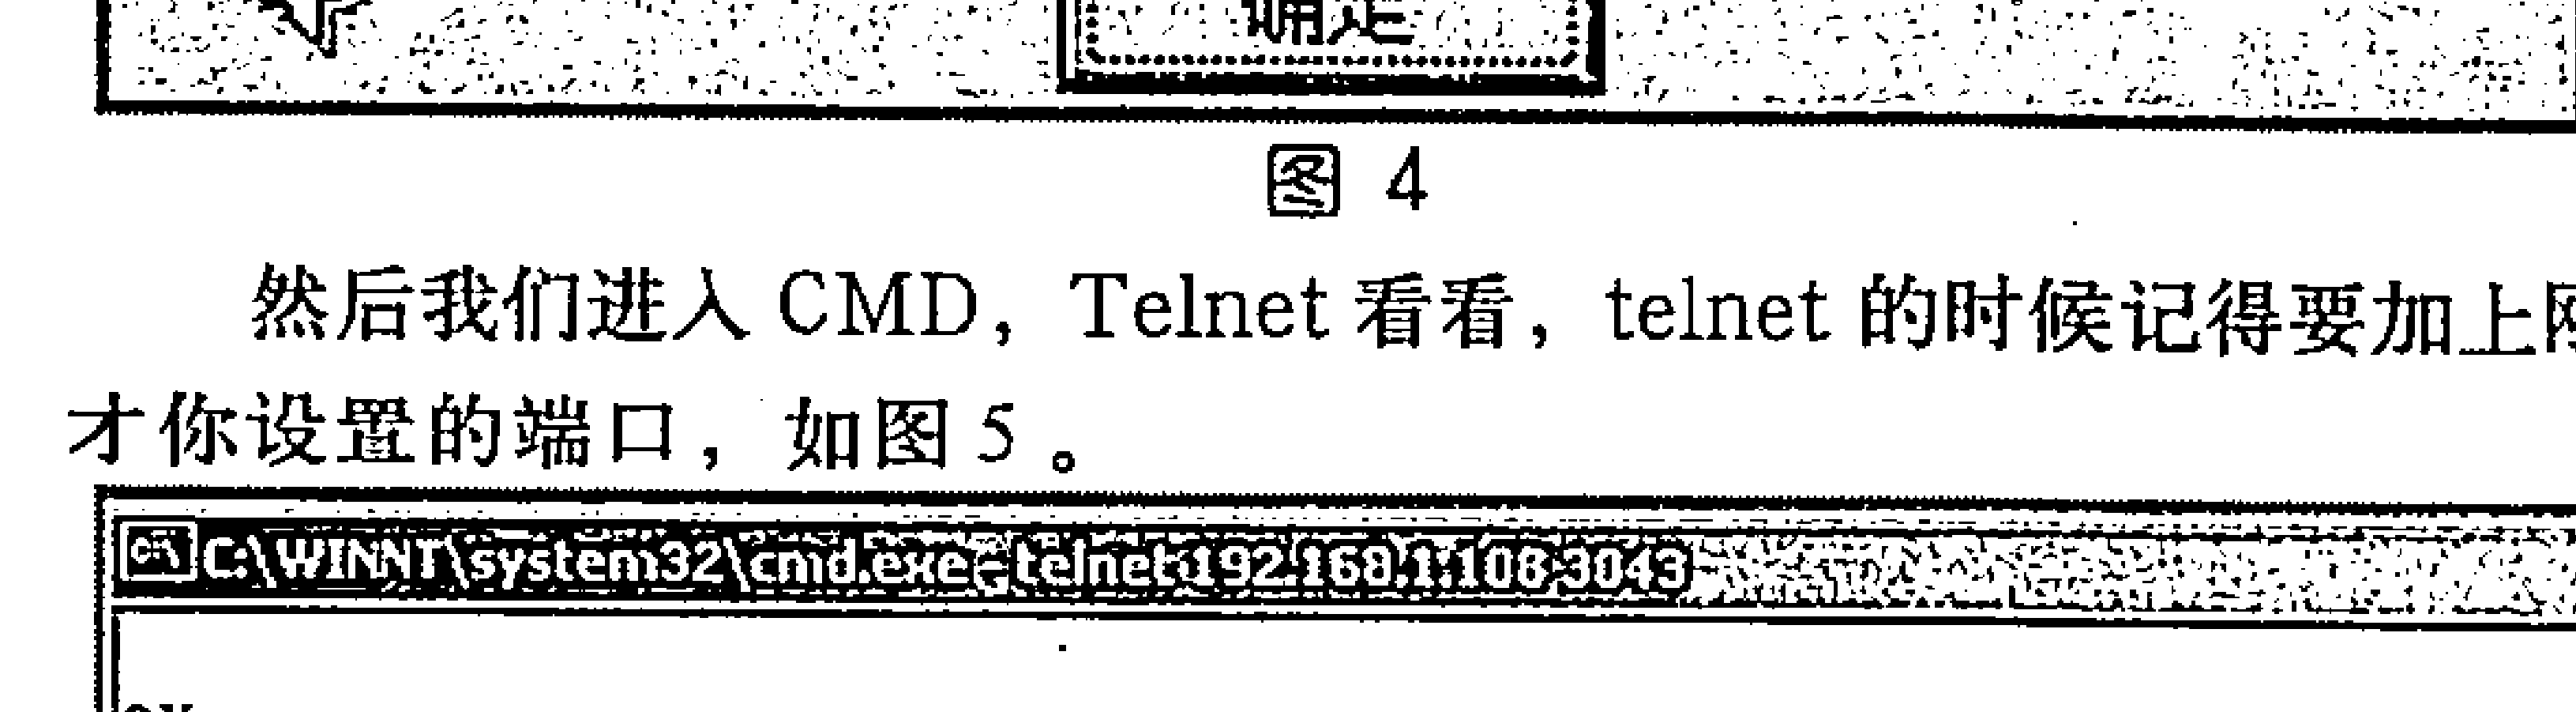 确定
图 4
然后我们进入 CMD，Telnet 看看，telnet 的时候记得要加上刚
才你设置的端口，如图 5 。
C:\WINNT\system32\cmd.exe - telnet 192.168.1.108 3043